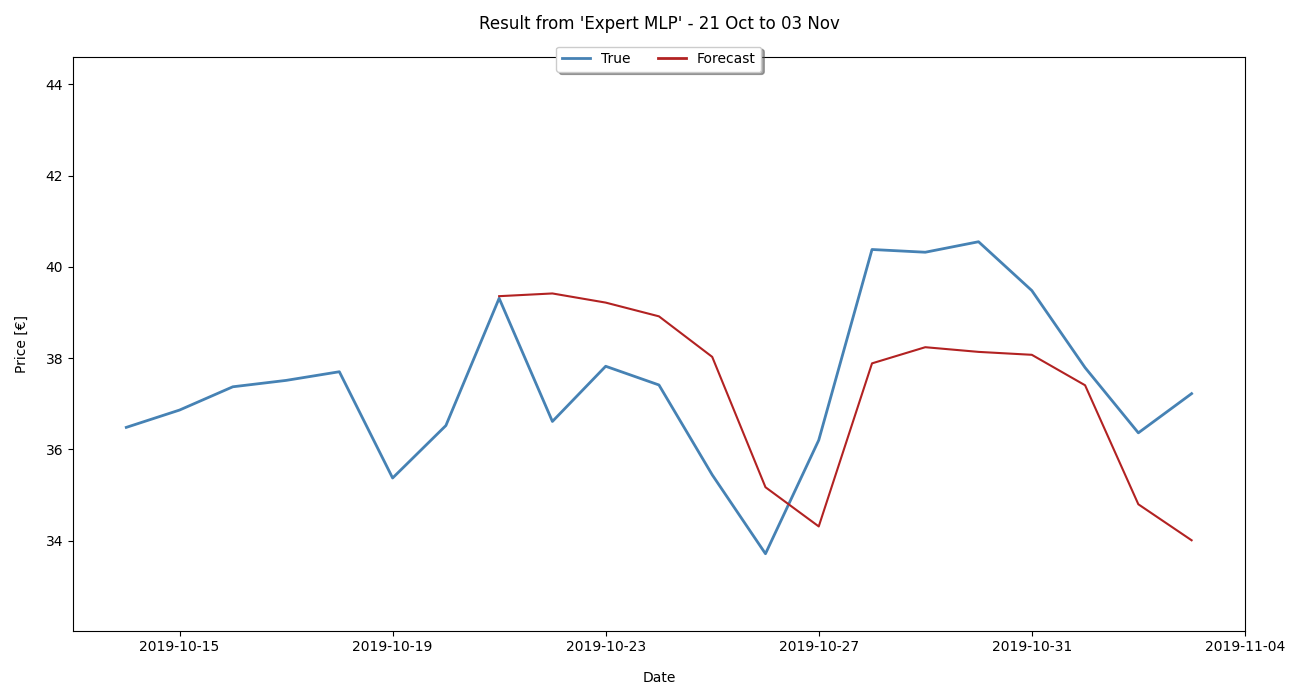 Result from 'Expert MLP' - 21 Oct to 03 Nov
True Forecast
44
42
40
38
36
34
Price [€]
2019-10-15 2019-10-19 2019-10-23 2019-10-27 2019-10-31 2019-11-04
Date